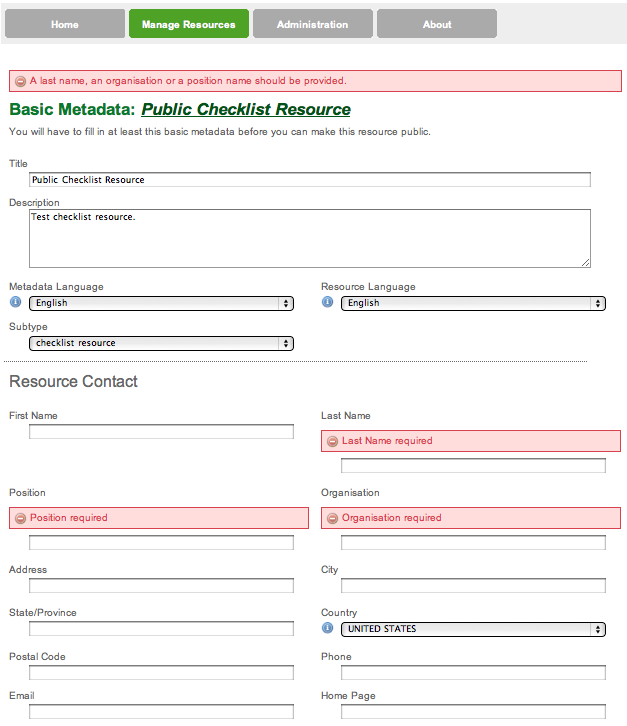 Home Manage Resources Administration About
A last name, an organisation or a position name should be provided.
Basic Metadata: Public Checklist Resource
You will have to fill in at least this basic metadata before you can make this resource public.
Title
Public Checklist Resource
Description
Test checklist resource.
Metadata Language Resource Language
English English
Subtype
checklist resource
Resource Contact
First Name Last Name
Last Name required
Position Organisation
Position required Organisation required
Address City
State/Province Country
UNITED STATES
Postal Code Phone
Email Home Page